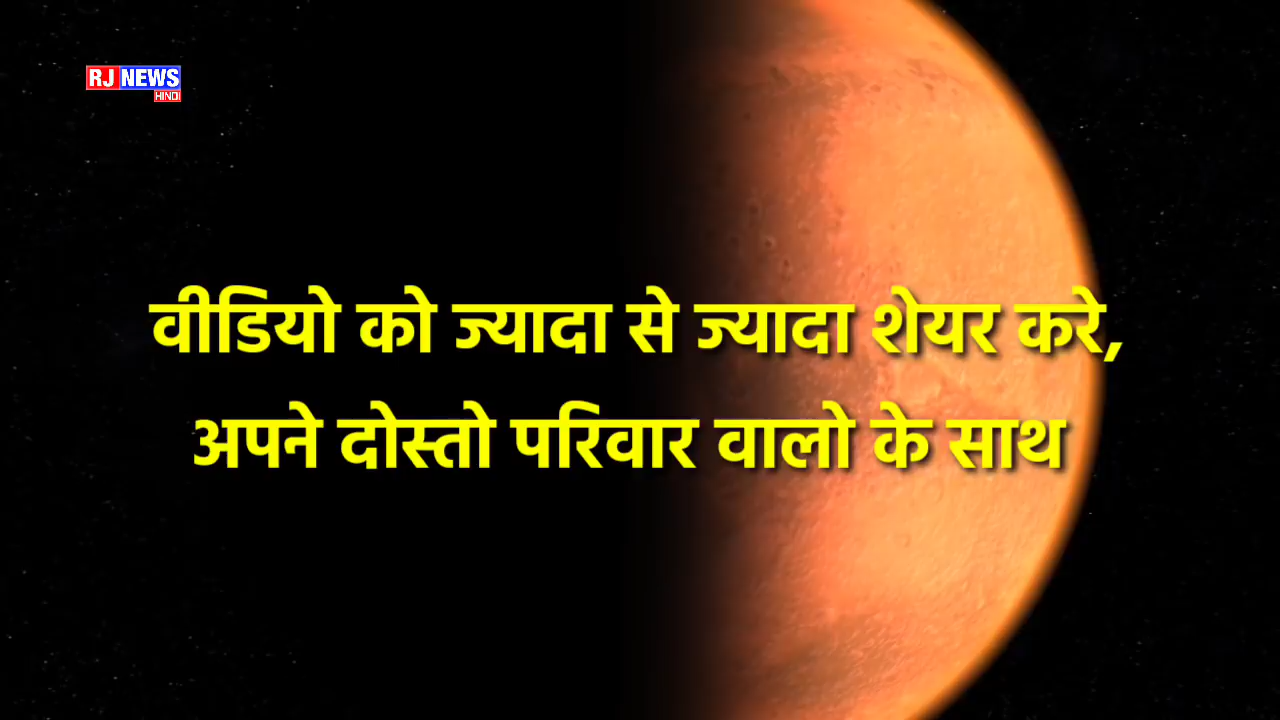 RJ NEWS
HINDI
वीडियो को ज्यादा से ज्यादा शेयर करे,
अपने दोस्तो परिवार वालो के साथ